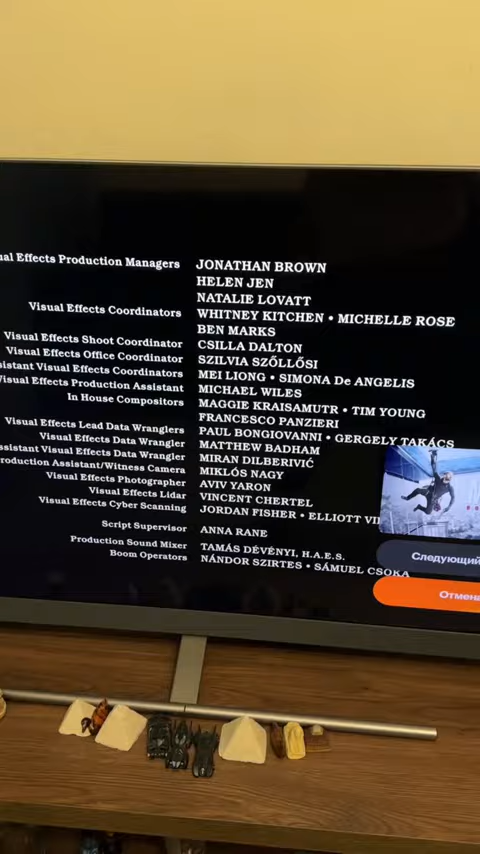 Visual Effects Production Managers JONATHAN BROWN
HELEN JEN
NATALIE LOVATT
Visual Effects Coordinators WHITNEY KITCHEN • MICHELLE ROSE
BEN MARKS
Visual Effects Shoot Coordinator CSILLA DALTON
Visual Effects Office Coordinator SZILVIA SZŐLLŐSI
Visual Effects Coordinators MEI LIONG • SIMONA De ANGELIS
Visual Effects Production Assistant MICHAEL WILES
In House Compositors MAGGIE KRAISAMUTR • TIM YOUNG
FRANCESCO PANZIERI
Visual Effects Lead Data Wranglers PAUL BONGIOVANNI • GERGELY TAKÁCS
Visual Effects Data Wrangler MATTHEW BADHAM
Visual Effects Data Wrangler MIRAN DILBERIVIĆ
Production Assistant/Witness Camera MIKLÓS NAGY
Visual Effects Photographer AVIV YARON
Visual Effects Lidar VINCENT CHERTEL
Visual Effects Cyber Scanning JORDAN FISHER • ELLIOTT
Script Supervisor ANNA RANE
Production Sound Mixer TAMÁS DÉVÉNYI, H.A.E.S.
Boom Operators NÁNDOR SZIRTES • SÁMUEL CSOKA
Следующий
Отмена